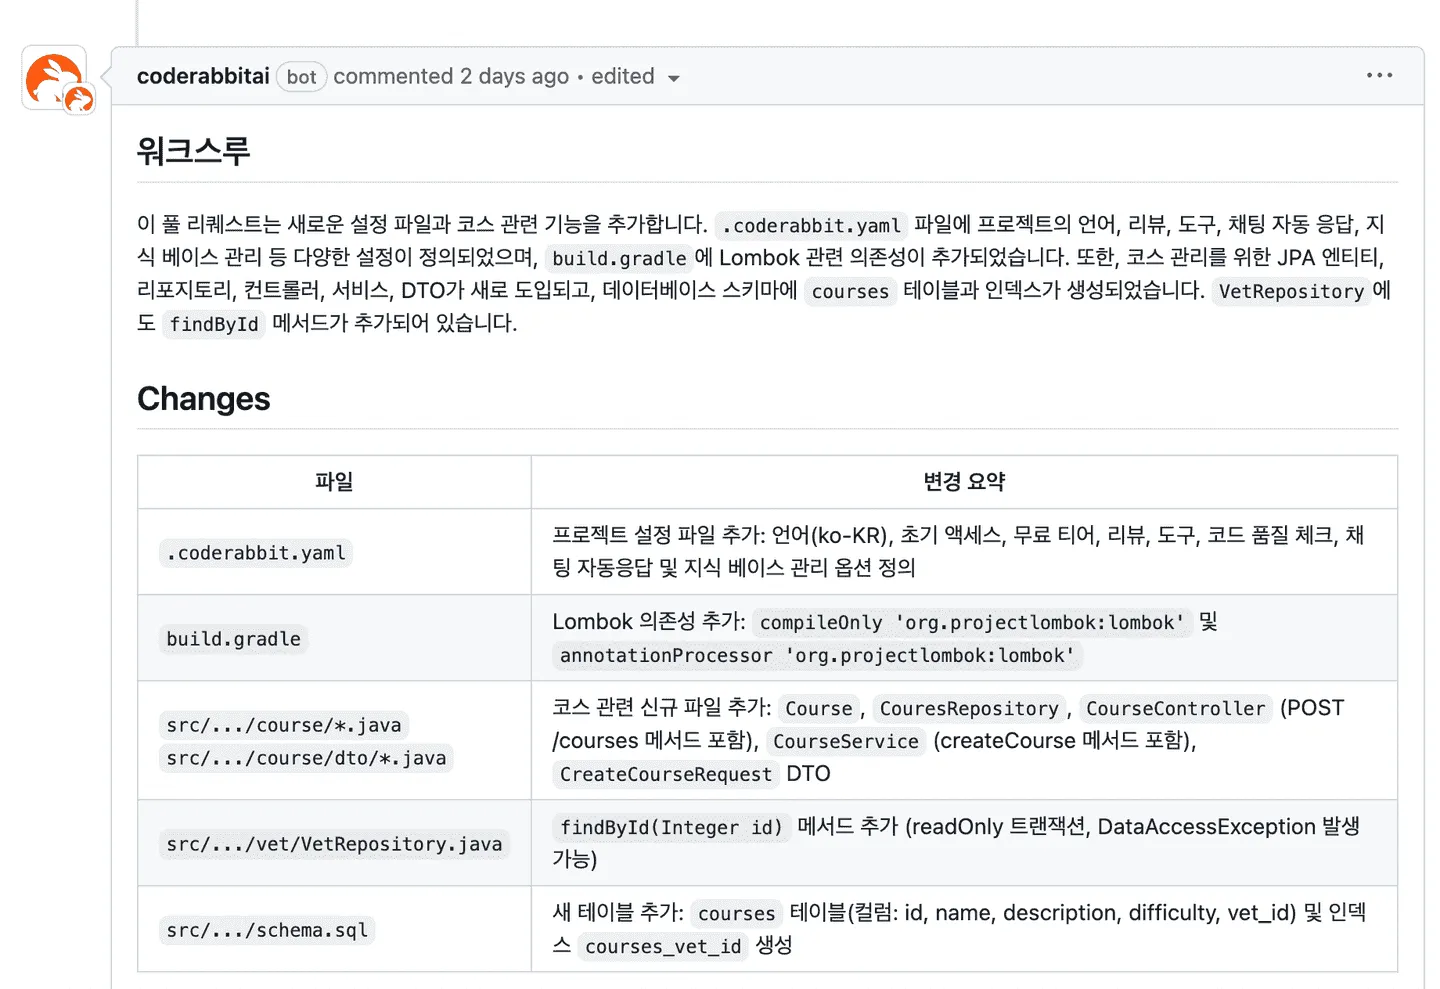 coderabbitai bot commented 2 days ago • edited
워크스루
이 풀 리퀘스트는 새로운 설정 파일과 코스 관련 기능을 추가합니다. .coderabbit.yaml 파일에 프로젝트의 언어, 리뷰, 도구, 채팅 자동 응답, 지
식 베이스 관리 등 다양한 설정이 정의되었으며, build.gradle 에 Lombok 관련 의존성이 추가되었습니다. 또한, 코스 관리를 위한 JPA 엔티티,
리포지토리, 컨트롤러, 서비스, DTO가 새로 도입되고, 데이터베이스 스키마에 courses 테이블과 인덱스가 생성되었습니다. VetRepository 에
도 findById 메서드가 추가되어 있습니다.
Changes
파일 변경 요약
.coderabbit.yaml
프로젝트 설정 파일 추가: 언어(ko-KR), 초기 액세스, 무료 티어, 리뷰, 도구, 코드 품질 체크, 채
팅 자동응답 및 지식 베이스 관리 옵션 정의
build.gradle
Lombok 의존성 추가: compileOnly 'org.projectlombok:lombok' 및
annotationProcessor 'org.projectlombok:lombok'
src/.../course/*.java
src/.../course/dto/*.java
코스 관련 신규 파일 추가: Course , CouresRepository , CourseController (POST
/courses 메서드 포함), CourseService (createCourse 메서드 포함),
CreateCourseRequest DTO
src/.../vet/VetRepository.java
findById(Integer id) 메서드 추가 (readOnly 트랜잭션, DataAccessException 발생
가능)
src/.../schema.sql
새 테이블 추가: courses 테이블(컬럼: id, name, description, difficulty, vet_id) 및 인덱
스 courses_vet_id 생성